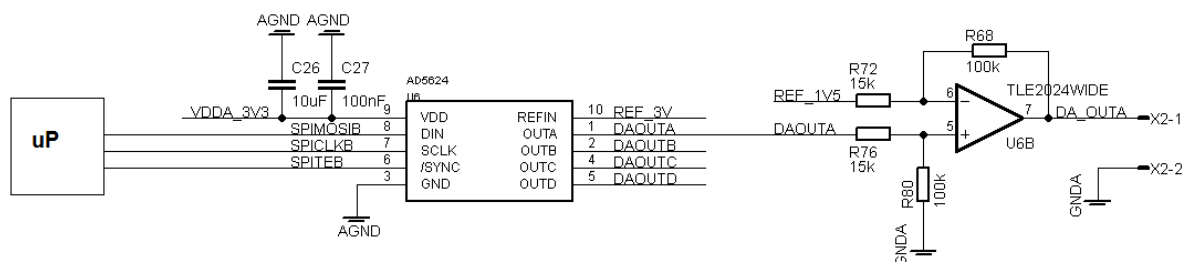 AGND AGND
C26
10uF
C27
100nF
VDDA_3V3
uP
SPIMOSIB
SPICLKB
SPITEB
AD5624
U6
9 VDD
8 DIN
7 SCLK
6 /SYNC
3 GND
AGND
REFIN 10 REF_3V
OUTA 1 DAOUTA
OUTB 2 DAOUTB
OUTC 4 DAOUTC
OUTD 5 DAOUTD
R68
100k
R72
15k
REF_1V5
DAOUTA
R76
15k
R80
100k
GNDA
6
5
7
TLE2024WIDE
U6B
DA_OUTA
X2-1
X2-2
GNDA